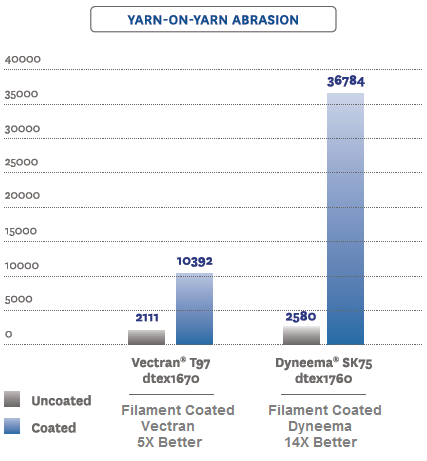 YARN-ON-YARN ABRASION
40000
36784
35000
30000
25000
20000
15000
10392
10000
5000
2111
2580
0
Vectran® T97
dtex1670
Dyneema® SK75
dtex1760
Uncoated
Coated
Filament Coated
Vectran
5X Better
Filament Coated
Dyneema
14X Better